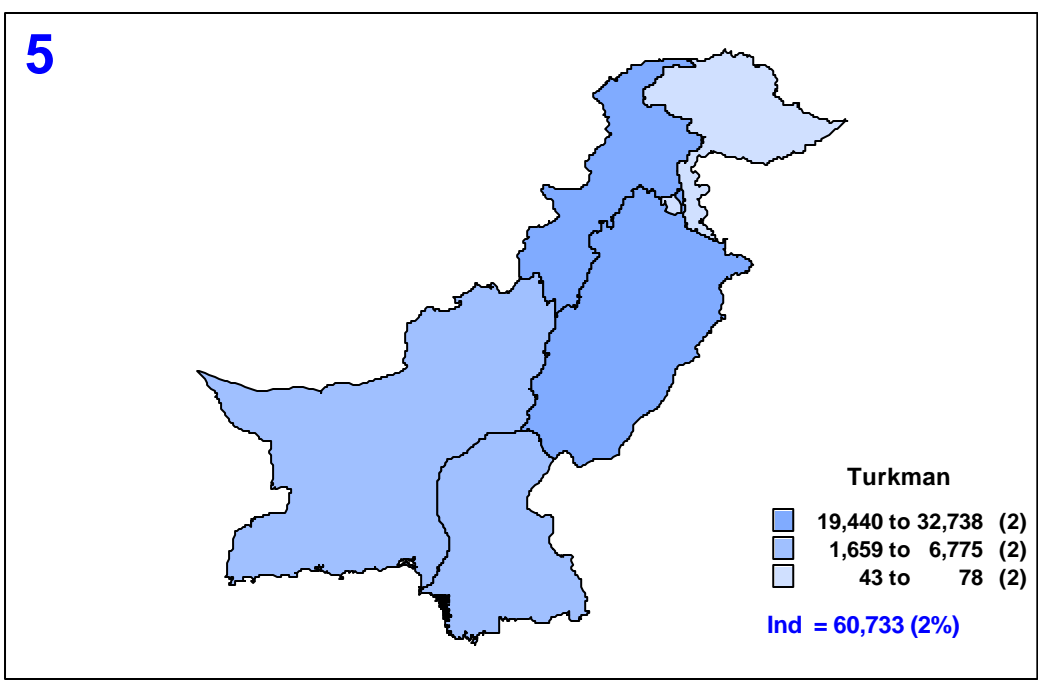 5
Turkman
19,440 to 32,738 (2)
1,659 to 6,775 (2)
43 to 78 (2)
Ind = 60,733 (2%)